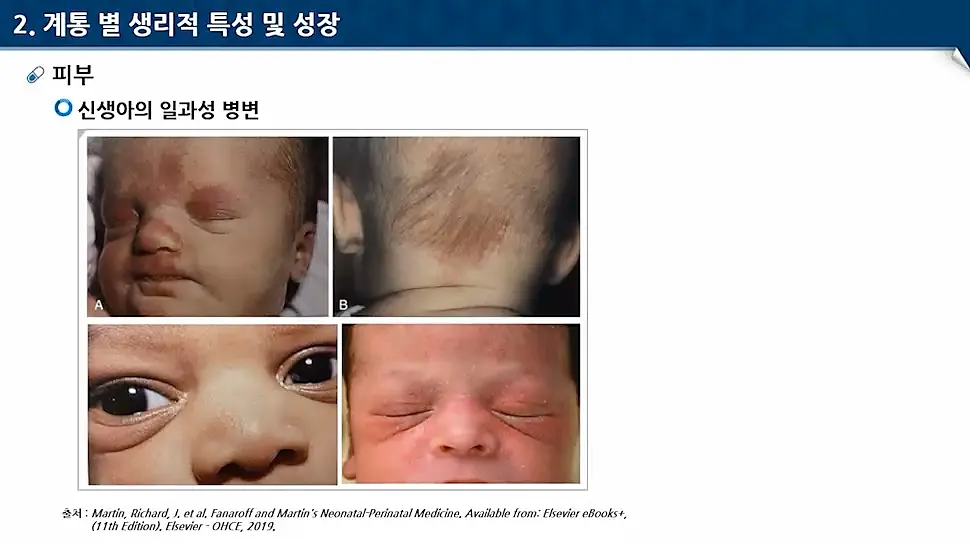 2. 계통 별 생리적 특성 및 성장
피부
신생아의 일과성 병변
A
B
출처 : Martin, Richard, J, et al. Fanaroff and Martin's Neonatal-Perinatal Medicine. Available from: Elsevier eBooks+,
(11th Edition). Elsevier - OHCE, 2019.